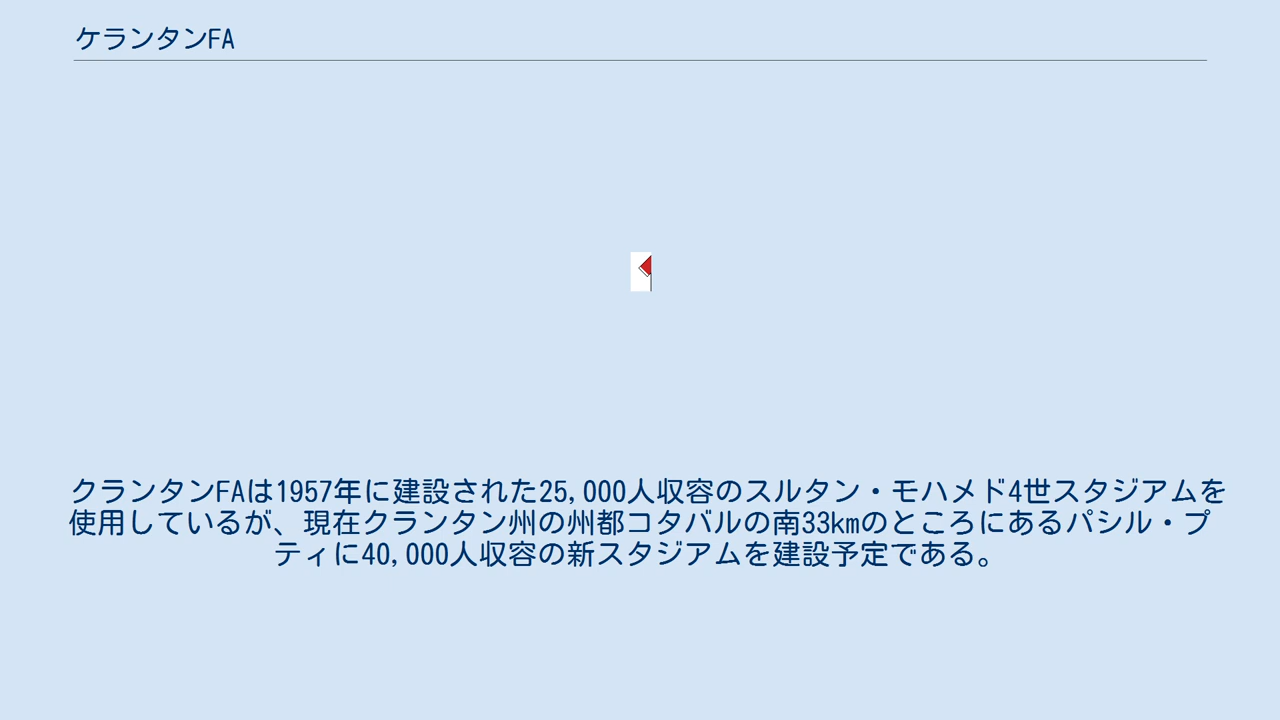 ケランタンFA
クランタンFAは1957年に建設された25,000人収容のスルタン・モハメド4世スタジアムを
使用しているが、現在クランタン州の州都コタバルの南33kmのところにあるパシル・プ
ティに40,000人収容の新スタジアムを建設予定である。